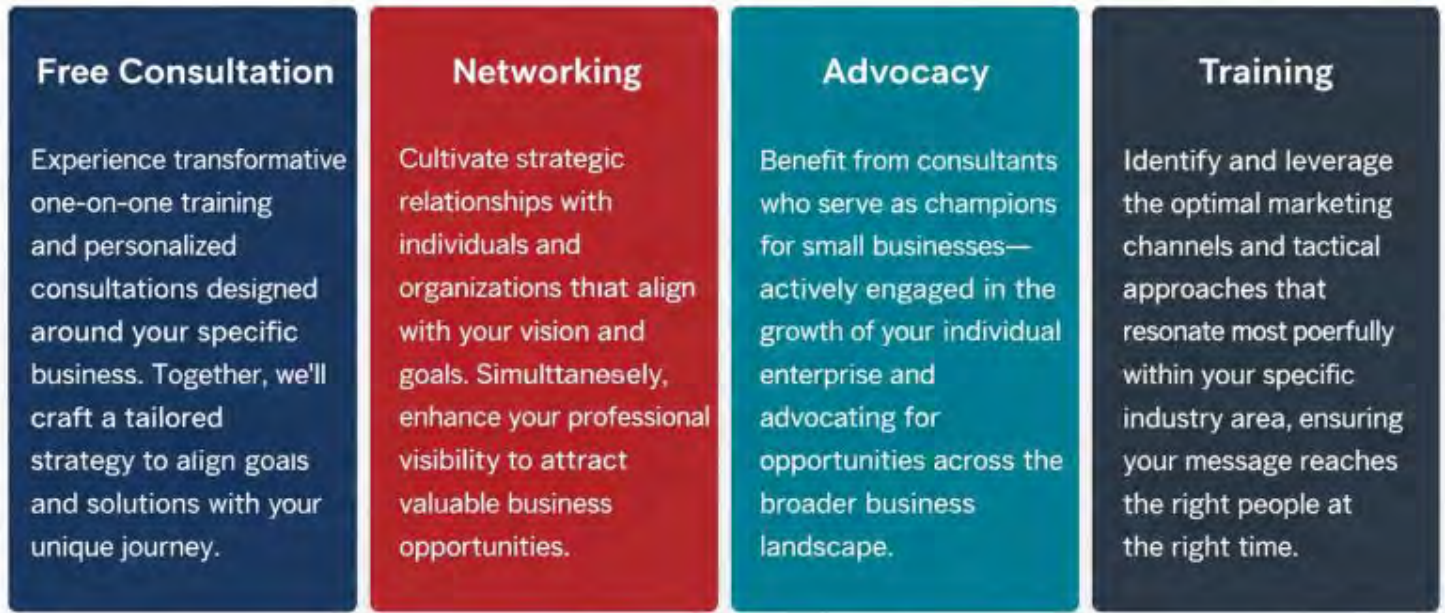 Free Consultation
Experience transformative
one-on-one training
and personalized
consultations designed
around your specific
business. Together, we'll
craft a tailored
strategy to align goals
and solutions with your
unique journey.
Networking
Cultivate strategic
relationships with
individuals and
organizations thıat align
with your vision and
goals. Simulttanesely,
enhance your professional
visibility to attract
valuable business
opportunities.
Advocacy
Benefit from consultants
who serve as champions
for small businesses—
actively engaged in the
growth of your individual
enterprise and
advocating for
opportunities across the
broader business
landscape.
Training
Identify and leverage
the optimal marketing
channels and tactical
approaches that
resonate most poerfully
within your specific
industry area, ensuring
your message reaches
the right people at
the right time.